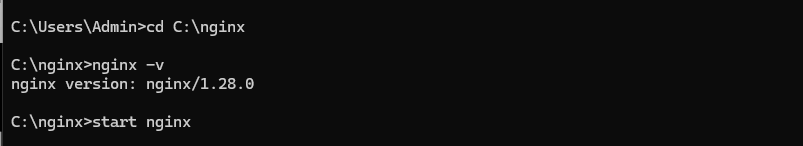 C:\Users\Admin>cd C:\nginx
C:\nginx>nginx -v
nginx version: nginx/1.28.0
C:\nginx>start nginx